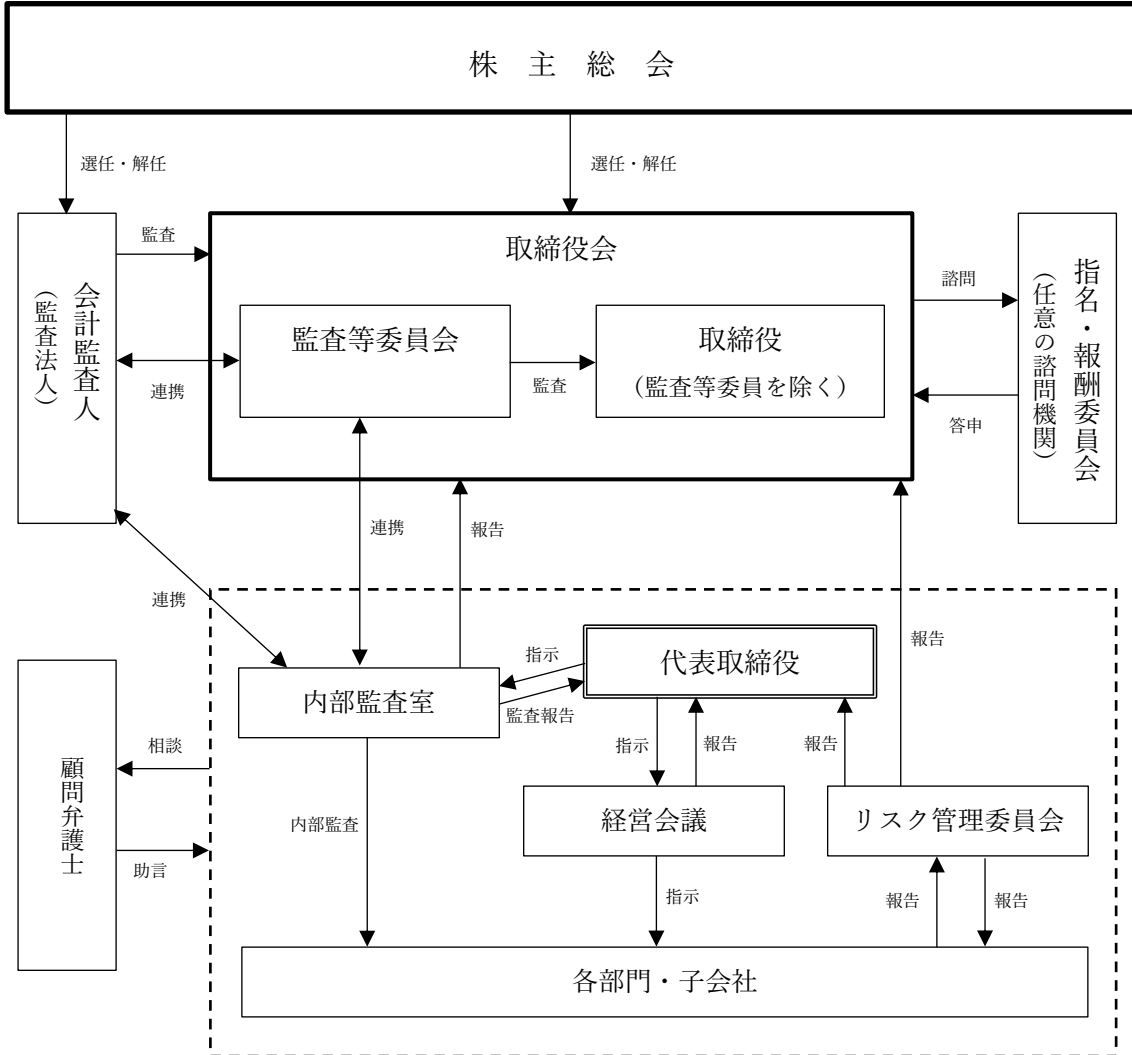 株 主 総 会
選任・解任
選任・解任
会計監査人
（監査法人）
監査
取締役会
監査等委員会
監査
取締役
（監査等委員を除く）
連携
諮問
答申
指名・報酬委員会
（任意の諮問機関）
連携
報告
連携
報告
内部監査室
指示
監査報告
代表取締役
指示
報告
報告
顧問弁護士
相談
助言
内部監査
経営会議
リスク管理委員会
指示
報告
報告
各部門・子会社